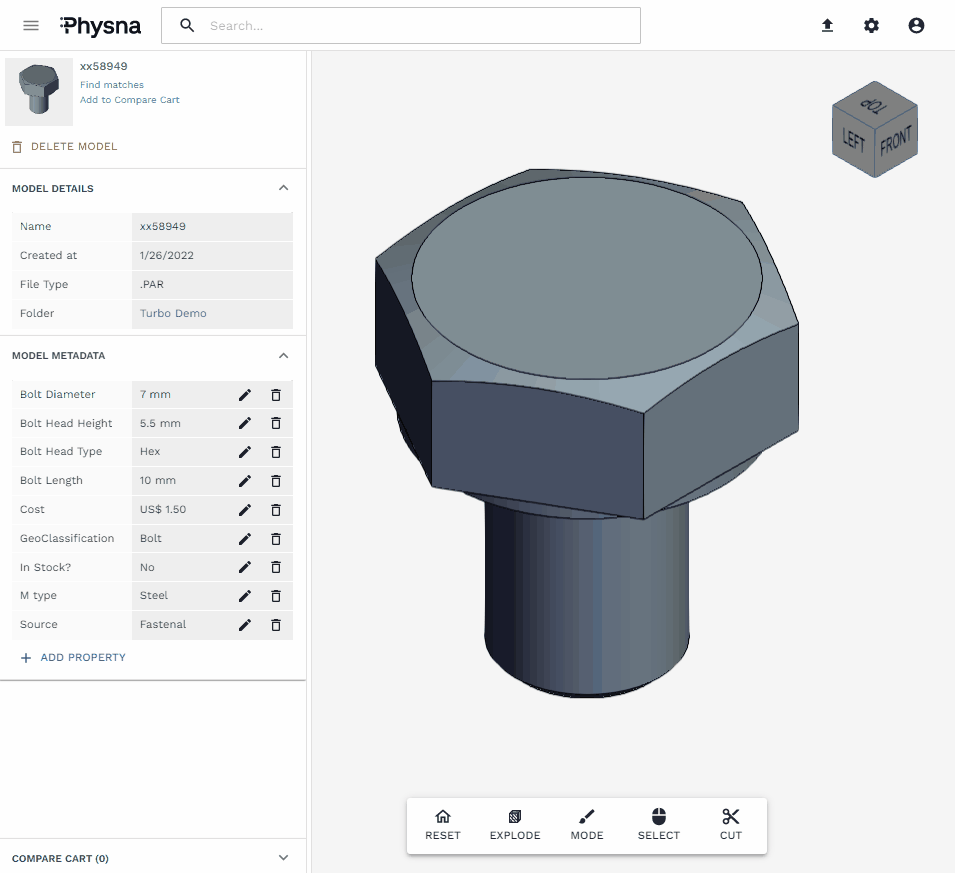 Physna
Search...
xx58949
Find matches
Add to Compare Cart
DELETE MODEL
MODEL DETAILS
Name xx58949
Created at 1/26/2022
File Type .PAR
Folder Turbo Demo
MODEL METADATA
Bolt Diameter 7 mm
Bolt Head Height 5.5 mm
Bolt Head Type Hex
Bolt Length 10 mm
Cost US$ 1.50
GeoClassification Bolt
In Stock? No
M type Steel
Source Fastenal
ADD PROPERTY
COMPARE CART (0)
TOP
LEFT FRONT
RESET EXPLODE MODE SELECT CUT